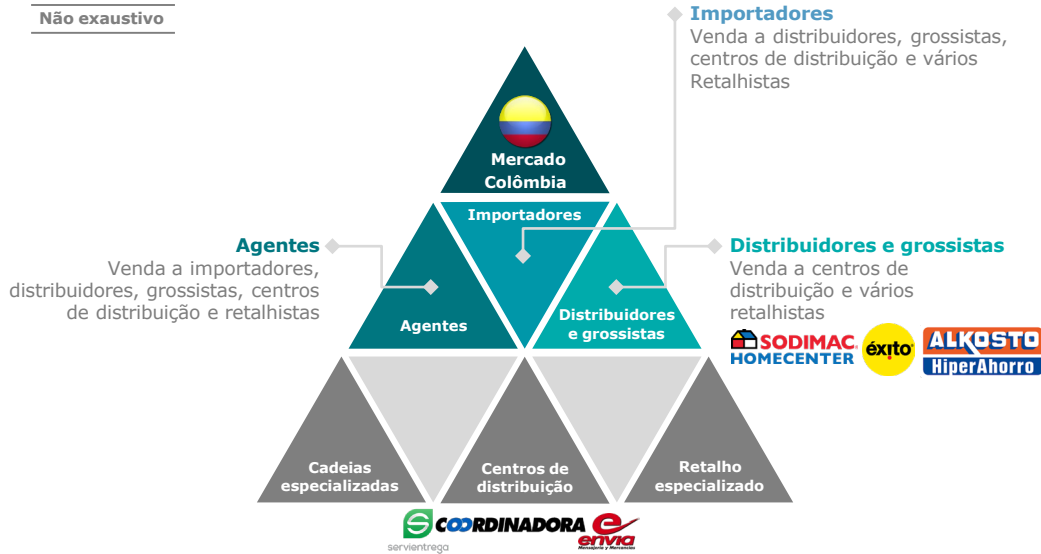 Não exaustivo
Importadores
Venda a distribuidores, grossistas,
centros de distribuição e vários
Retalhistas
Mercado
Colômbia
Importadores
Agentes
Venda a importadores,
distribuidores, grossistas, centros
de distribuição e retalhistas
Agentes
Distribuidores
e grossistas
Distribuidores e grossistas
Venda a centros de
distribuição e vários
retalhistas
SODIMAC
HOMECENTER
éxito
ALKOSTO
HiperAhorro
Cadeias
especializadas
Centros de
distribuição
Retalho
especializado
servientrega
COORDINADORA
envia
Mensajería y Mercancías